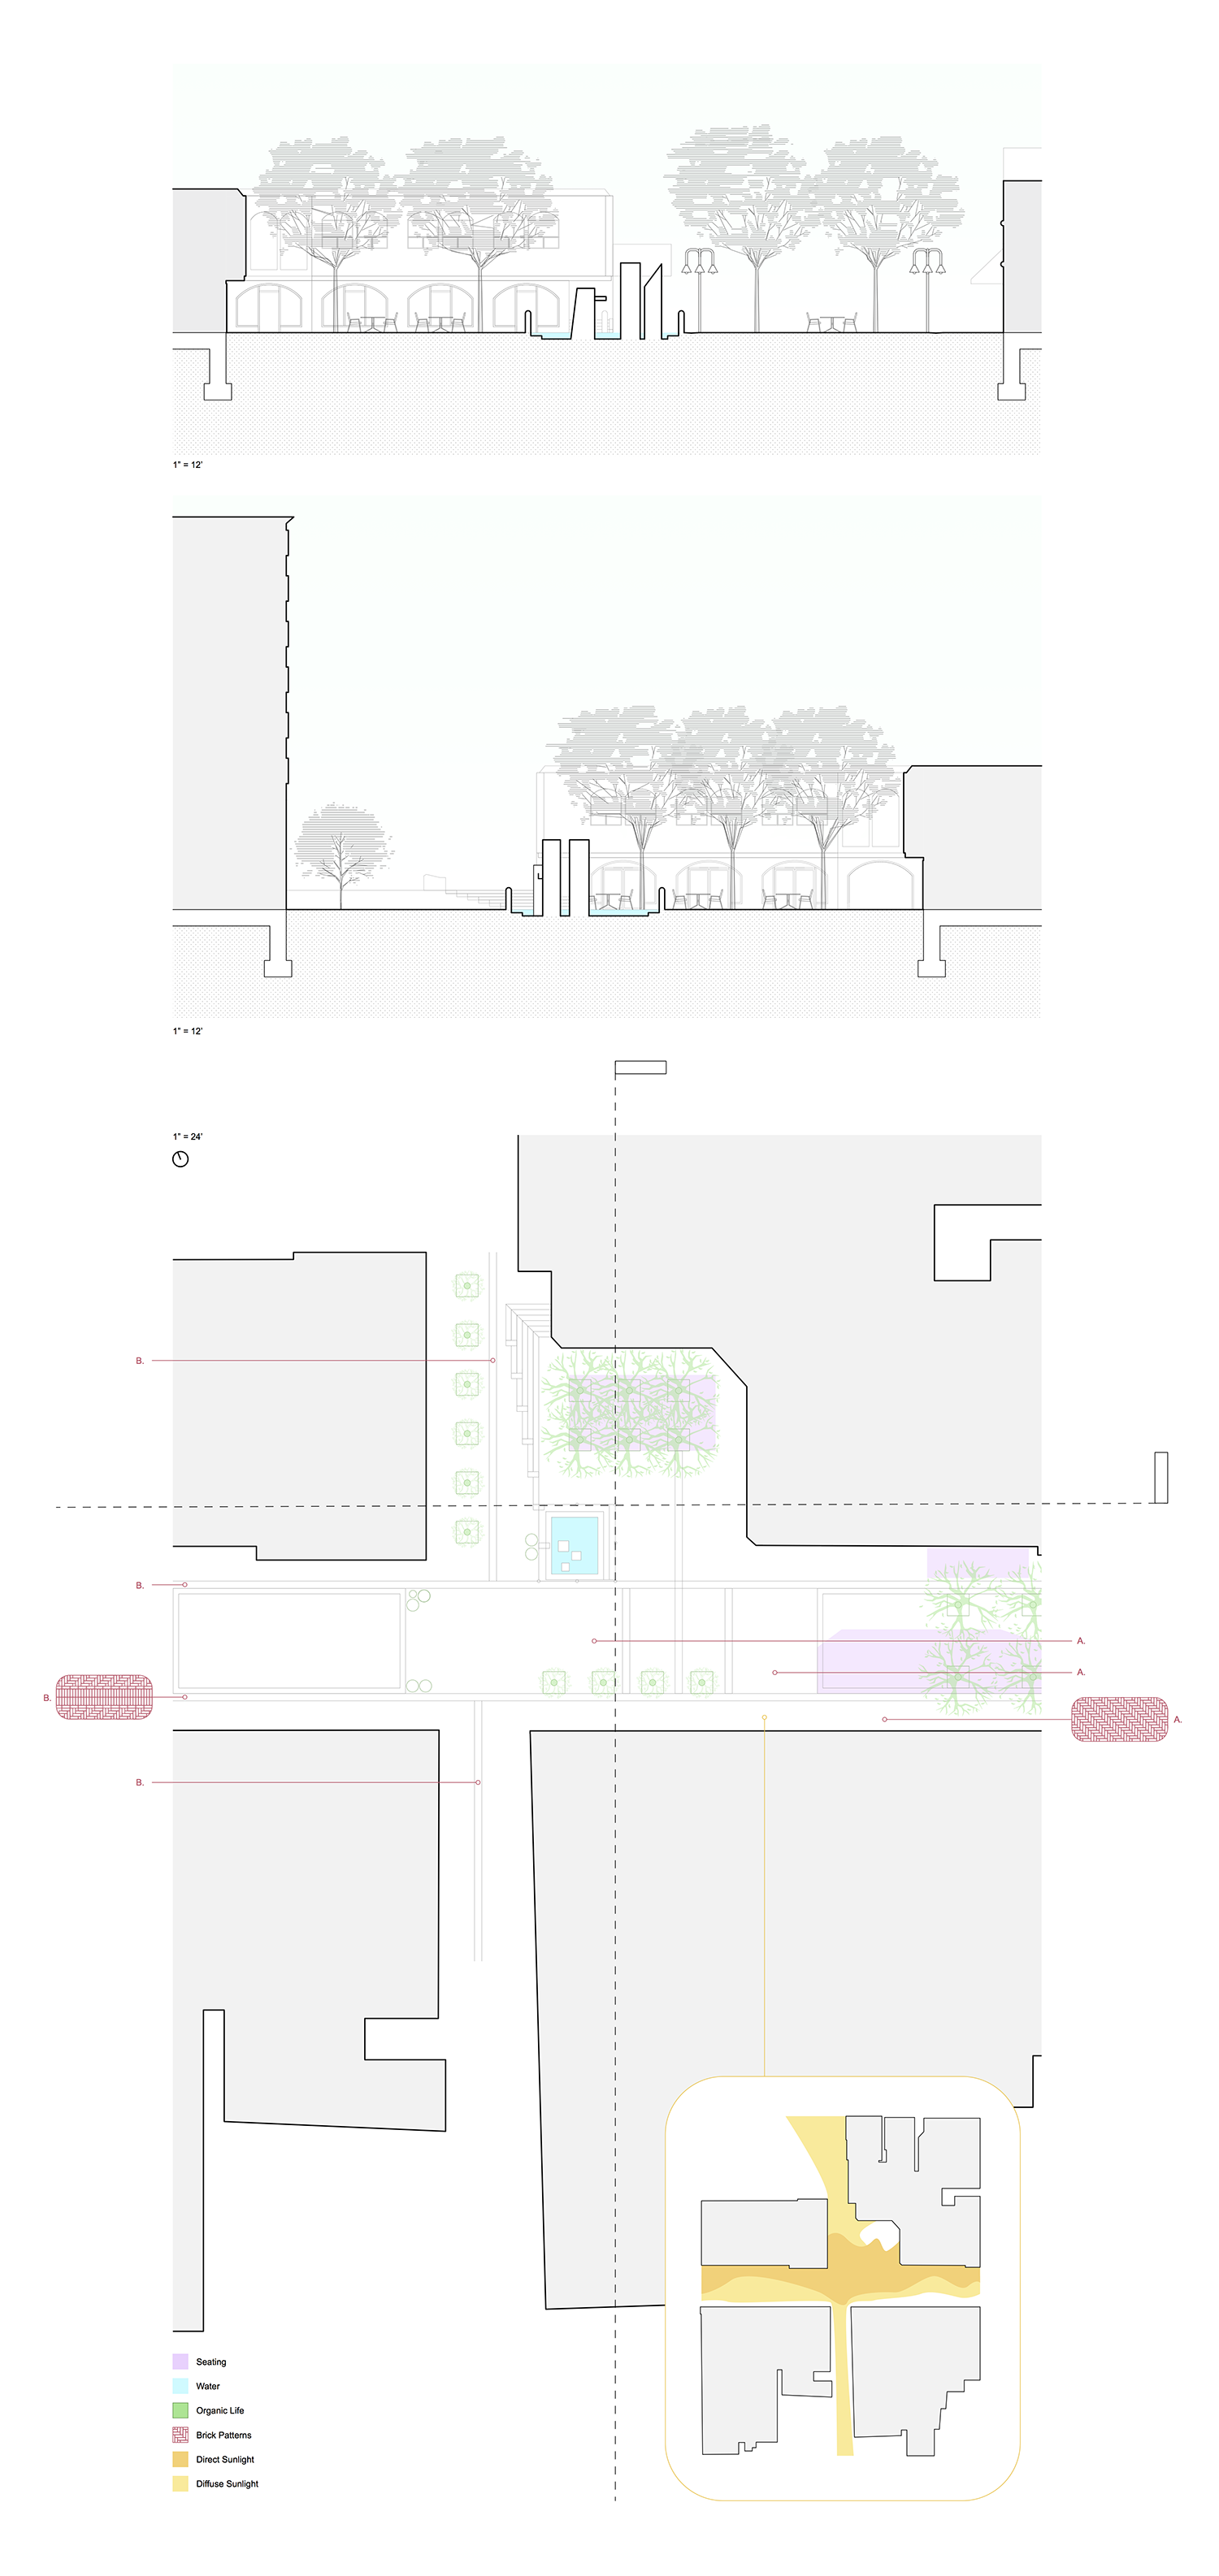 1" = 12'
1" = 12'
1" = 24'
B.
B.
A.
A.
B.
A.
B.
Seating
Water
Organic Life
Brick Patterns
Direct Sunlight
Diffuse Sunlight